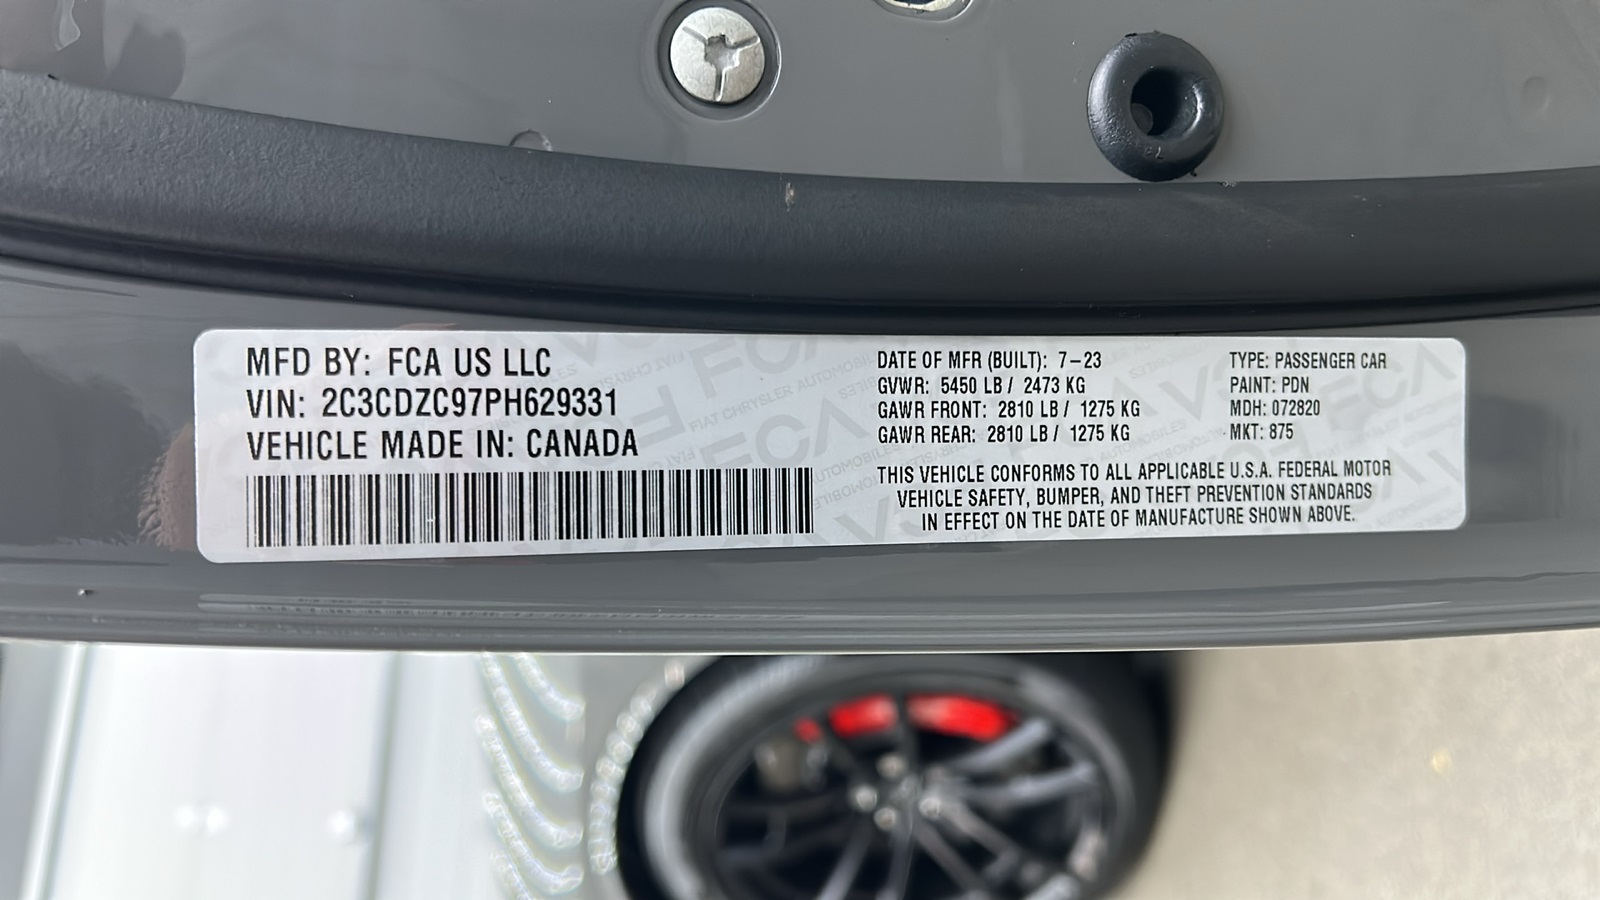 MFD BY: FCA US LLC
VIN: 2C3CDZC97PH629331
VEHICLE MADE IN: CANADA
DATE OF MFR (BUILT): 7-23
GVWR: 5450 LB / 2473 KG
GAWR FRONT: 2810 LB / 1275 KG
GAWR REAR: 2810 LB / 1275 KG
TYPE: PASSENGER CAR
PAINT: PDN
MDH: 072820
MKT: 875
THIS VEHICLE CONFORMS TO ALL APPLICABLE U.S.A. FEDERAL MOTOR
VEHICLE SAFETY, BUMPER, AND THEFT PREVENTION STANDARDS
IN EFFECT ON THE DATE OF MANUFACTURE SHOWN ABOVE.